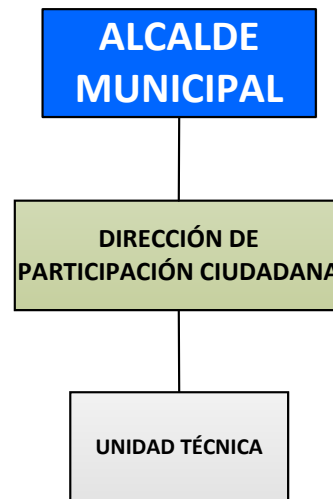 ALCALDE
MUNICIPAL
DIRECCIÓN DE
PARTICIPACIÓN CIUDADANA
UNIDAD TÉCNICA